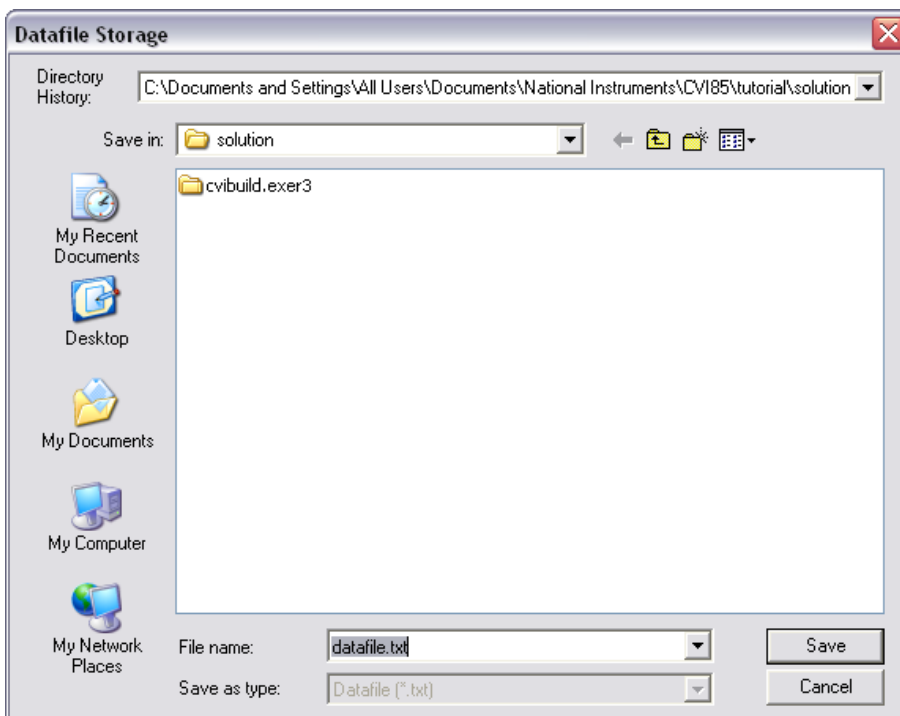 Datafile Storage
Directory
History:
C:\Documents and Settings\All Users\Documents\National Instruments\CVI85\tutorial\solution
Save in:
solution
cvibuild.exer3
My Recent
Documents
Desktop
My Documents
My Computer
My Network
Places
File name:
datafile.txt
Save
Save as type:
Datafile (*.txt)
Cancel